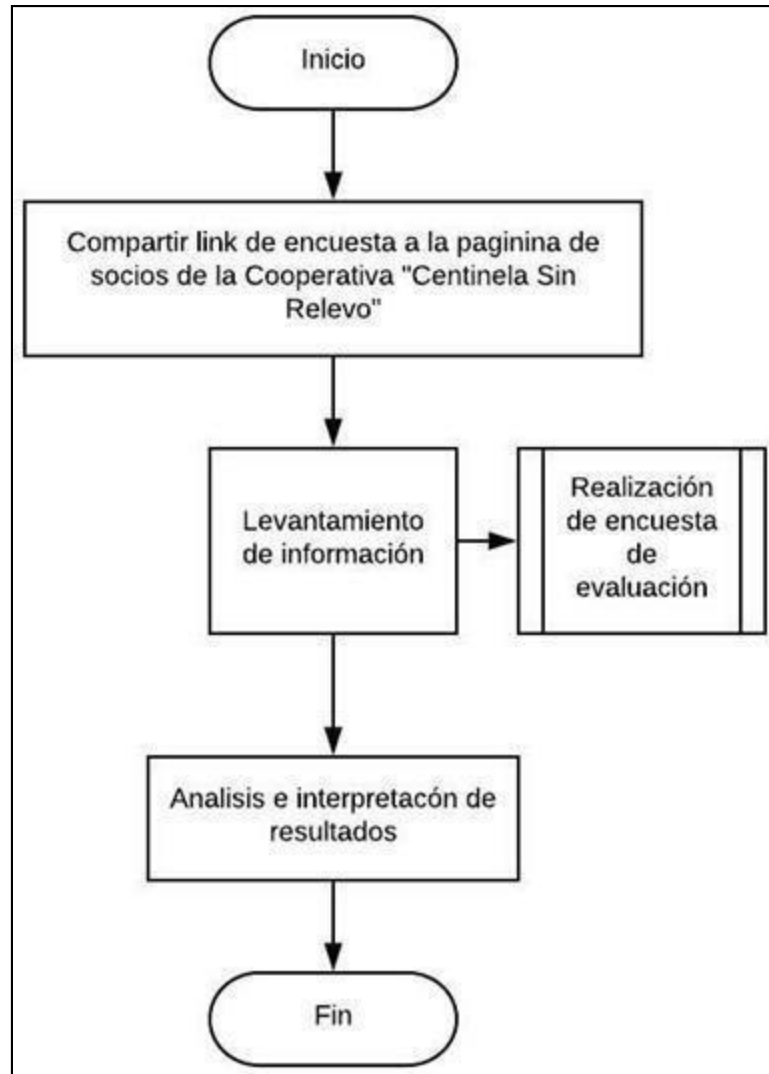 Inicio
Compartir link de encuesta a la paginina de
socios de la Cooperativa "Centinela Sin
Relevo"
Levantamiento
de información
Realización
de encuesta
de
evaluación
Analisis e interpretacón de
resultados
Fin